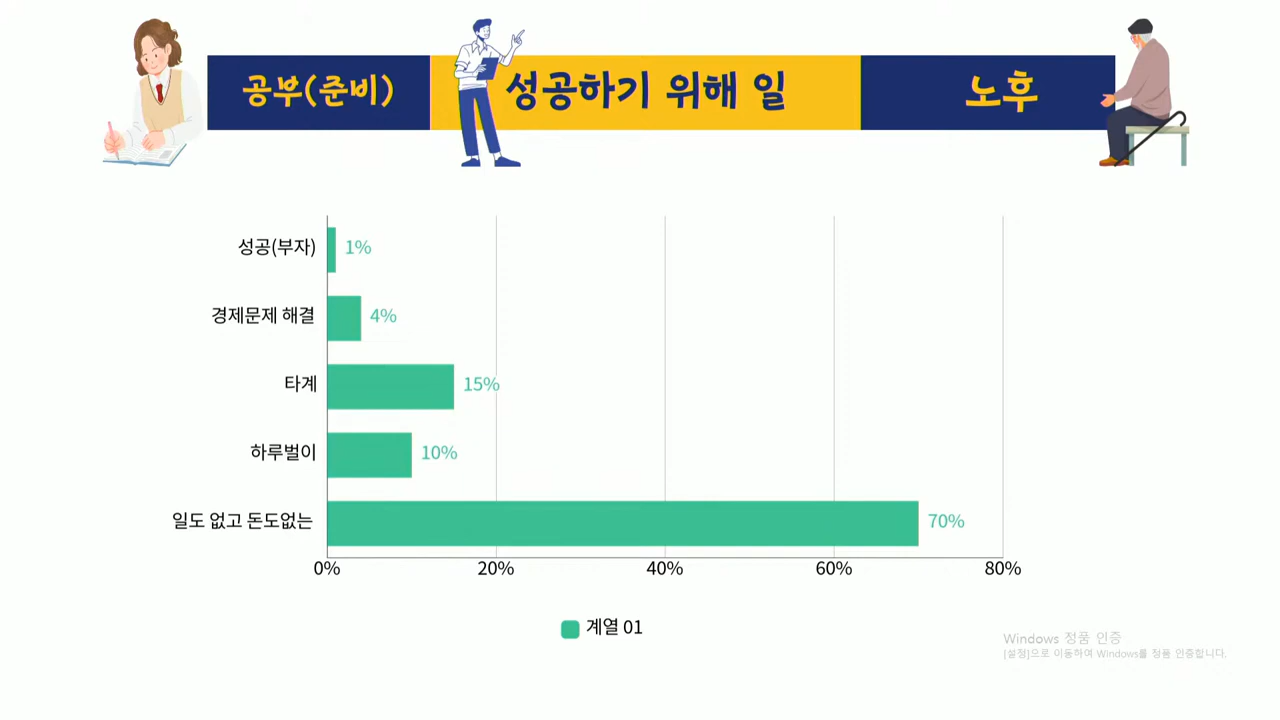 공부(준비)
성공하기 위해 일
노후
성공(부자)
1%
경제문제 해결
4%
타계
15%
하루벌이
10%
일도 없고 돈도없는
70%
0%
20%
40%
60%
80%
계열 01
Windows 정품 인증
[설정]으로 이동하여 Windows를 정품 인증합니다.